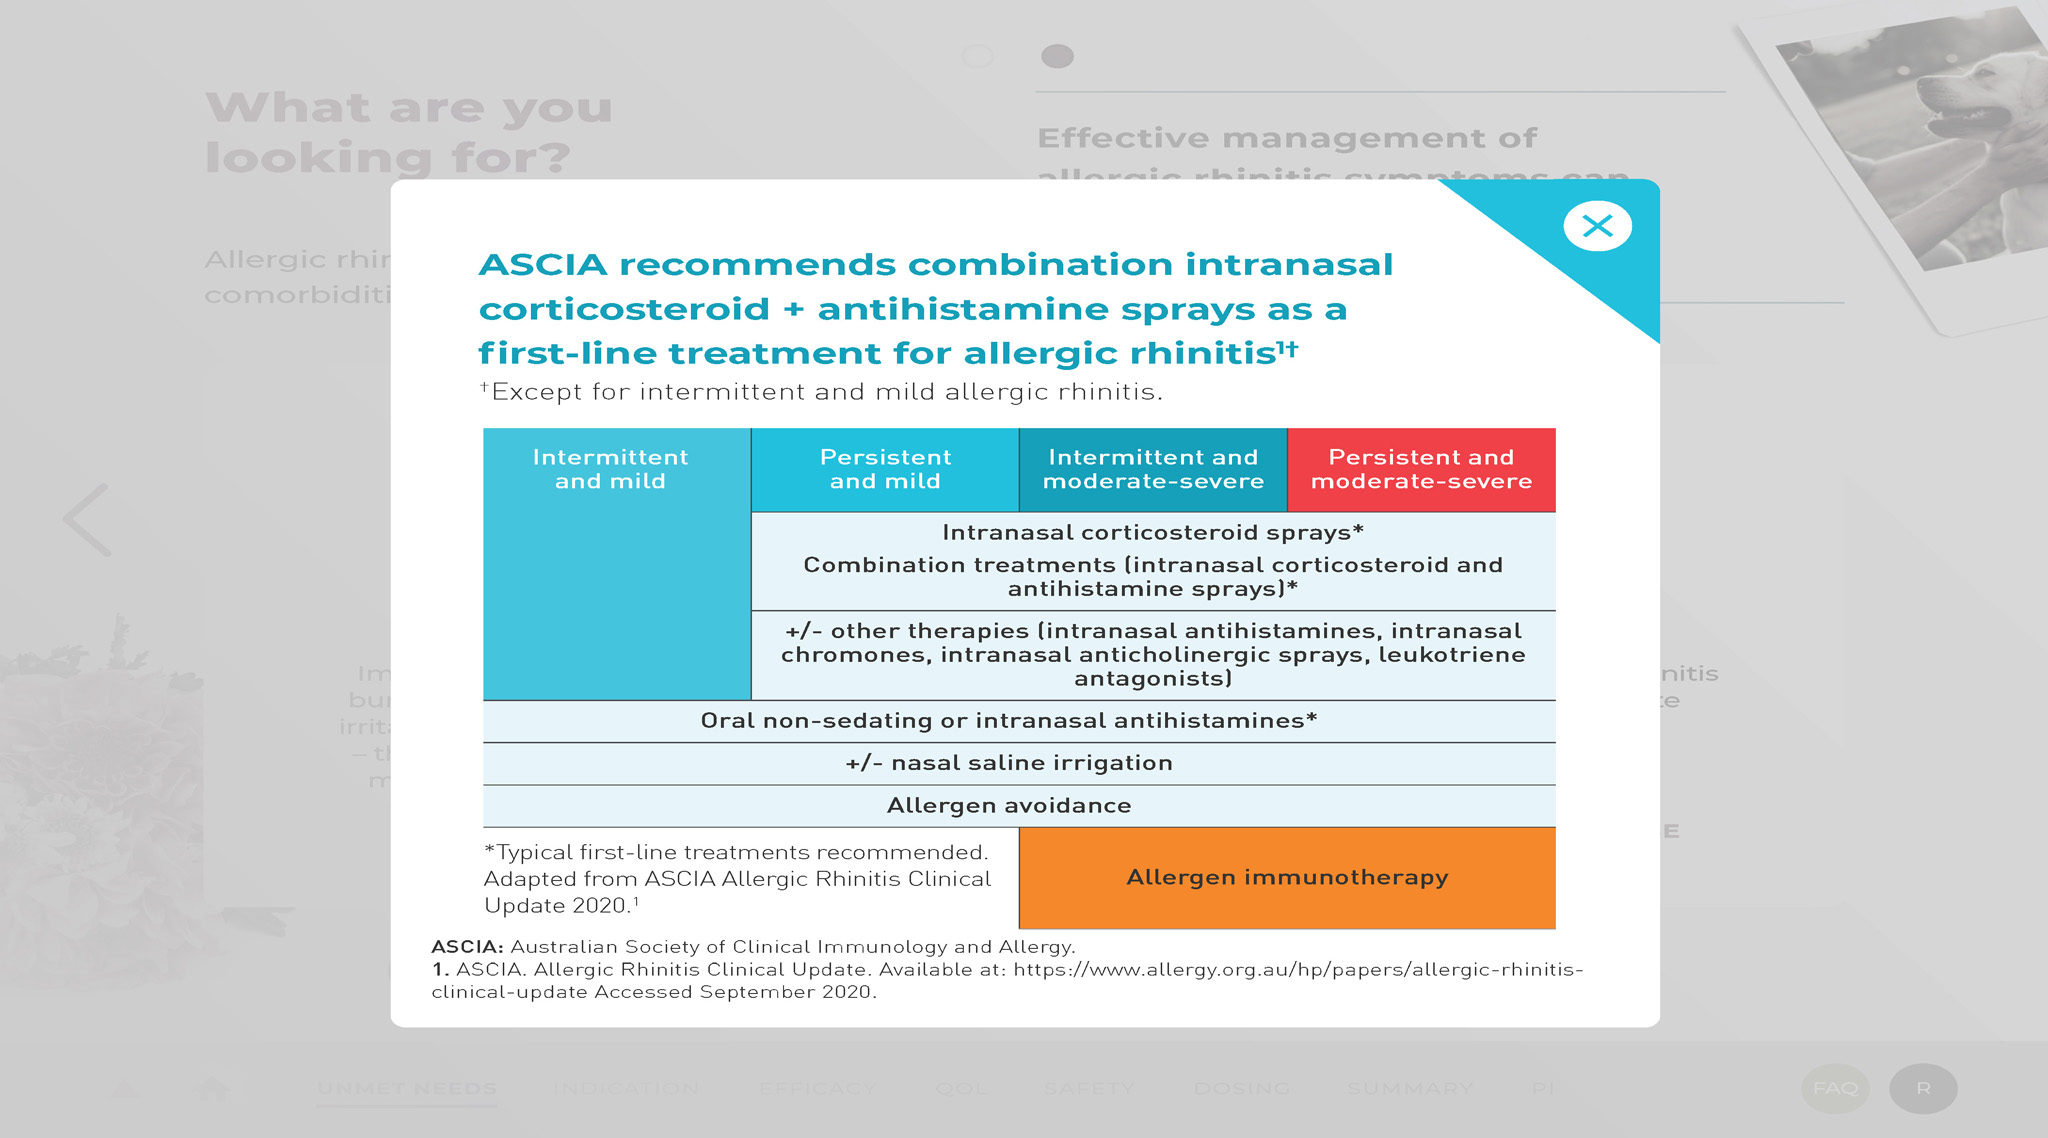 What are you
looking for?
Effective management of
allergic rhinitis symptoms can
Allergic
comorbiditi
ASCIA recommends combination intranasal
corticosteroid + antihistamine sprays as a
first-line treatment for allergic rhinitis¹†
†Except for intermittent and mild allergic rhinitis.
Intermittent
and mild
Persistent
and mild
Intermittent and
moderate-severe
Persistent and
moderate-severe
Intranasal corticosteroid sprays*
Combination treatments (intranasal corticosteroid and
antihistamine sprays)*
+/- other therapies (intranasal antihistamines, intranasal
chromones, intranasal anticholinergic sprays, leukotriene
antagonists)
Oral non-sedating or intranasal antihistamines*
+/- nasal saline irrigation
Allergen avoidance
*Typical first-line treatments recommended.
Adapted from ASCIA Allergic Rhinitis Clinical
Update 2020.¹
Allergen immunotherapy
ASCIA: Australian Society of Clinical Immunology and Allergy.
1. ASCIA. Allergic Rhinitis Clinical Update. Available at: https://www.allergy.org.au/hp/papers/allergic-rhinitis-
clinical-update Accessed September 2020.
UNMET NEEDS INDICATION EFFICACY QOL SAFETY DOSING SUMMARY PI FAQ R